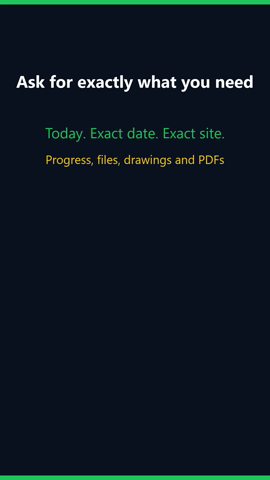 Ask for exactly what you need
Today. Exact date. Exact site.
Progress, files, drawings and PDFs